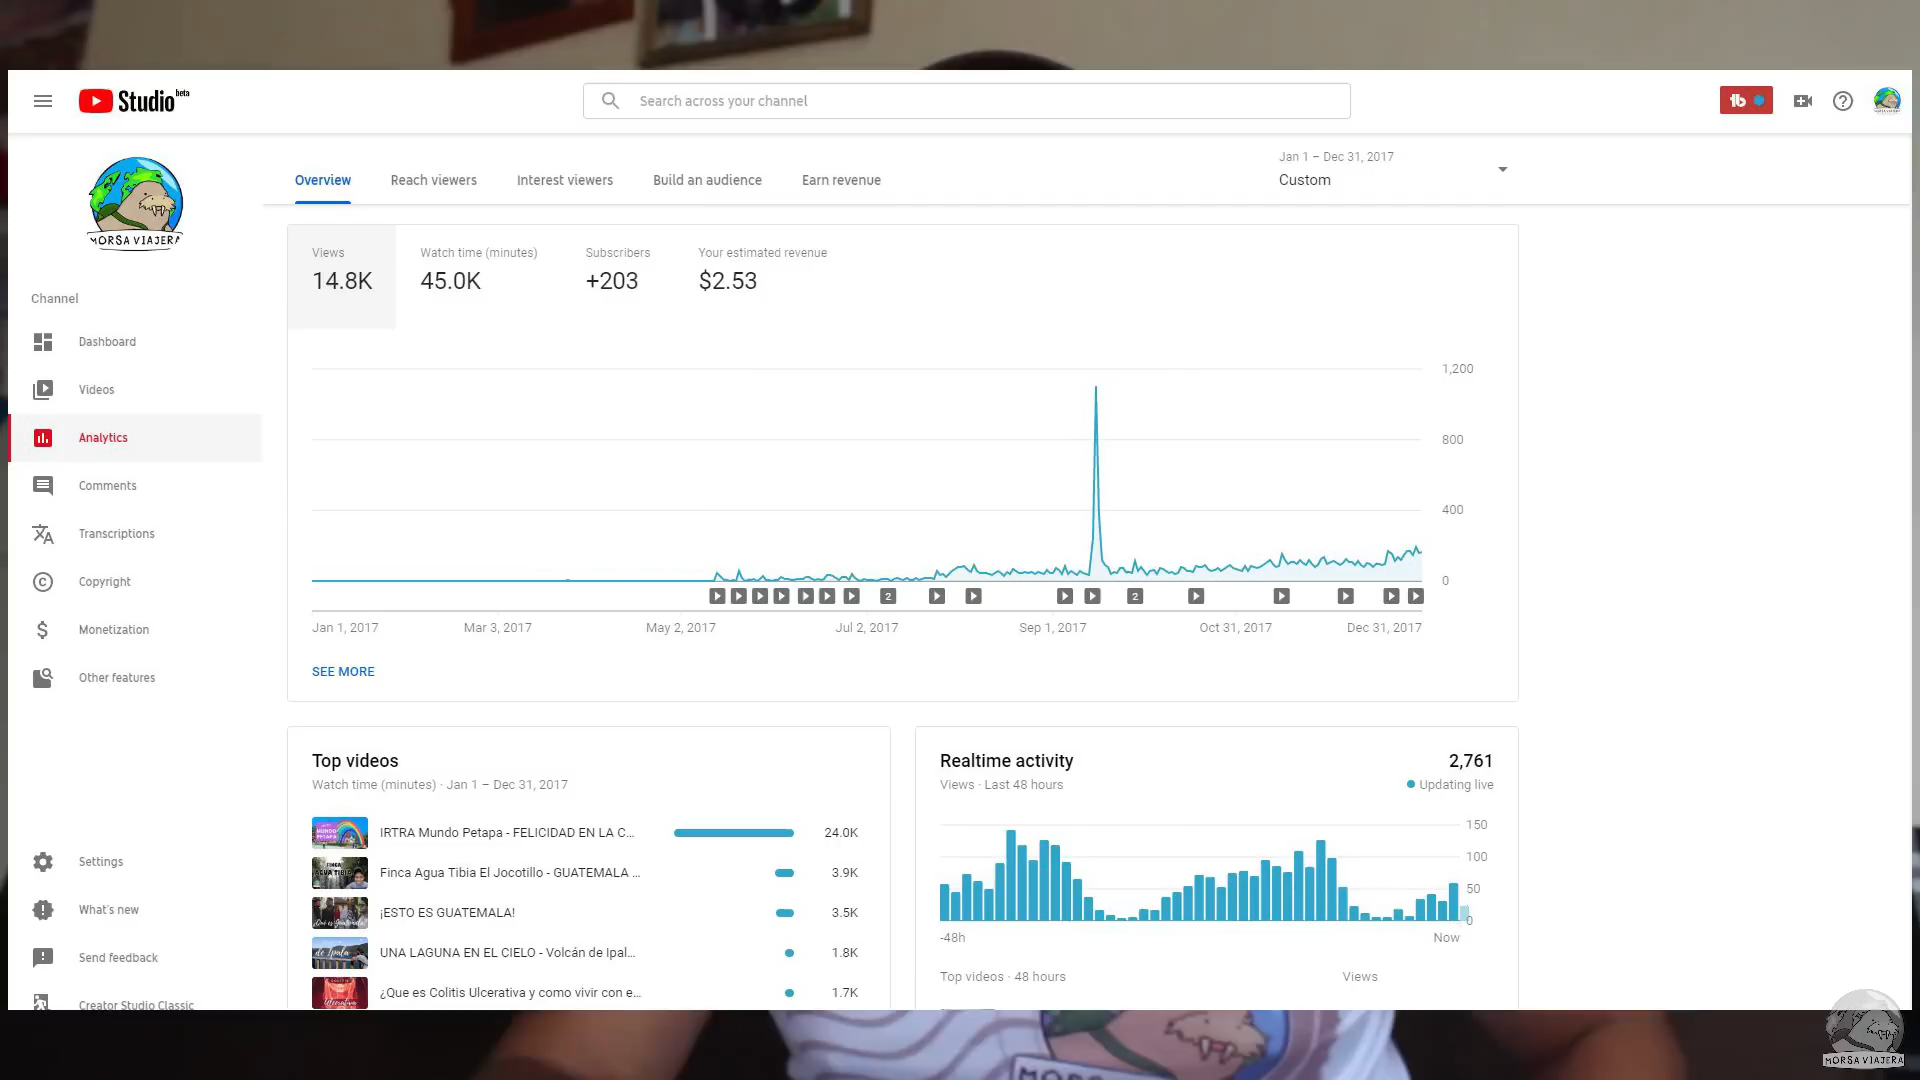 Studio beta
Search across your channel
MORSA VIAJERA
Overview
Reach viewers
Interest viewers
Build an audience
Earn revenue
Jan 1 – Dec 31, 2017
Custom
Channel
Dashboard
Videos
Analytics
Comments
Transcriptions
Copyright
Monetization
Other features
Settings
What's new
Send feedback
Creator Studio Classic
Views
14.8K
Watch time (minutes)
45.0K
Subscribers
+203
Your estimated revenue
$2.53
1,200
800
400
0
2
2
Jan 1, 2017
Mar 3, 2017
May 2, 2017
Jul 2, 2017
Sep 1, 2017
Oct 31, 2017
Dec 31, 2017
SEE MORE
Top videos
Watch time (minutes) · Jan 1 – Dec 31, 2017
IRTRA Mundo Petapa - FELICIDAD EN LA C... 24.0K
Finca Agua Tibia El Jocotillo - GUATEMALA ... 3.9K
¡ESTO ES GUATEMALA! 3.5K
UNA LAGUNA EN EL CIELO - Volcán de Ipal... 1.8K
¿Que es Colitis Ulcerativa y como vivir con e... 1.7K
Realtime activity
2,761
Views · Last 48 hours
Updating live
150
100
50
0
-48h
Now
Top videos · 48 hours
Views
MORSA VIAJERA